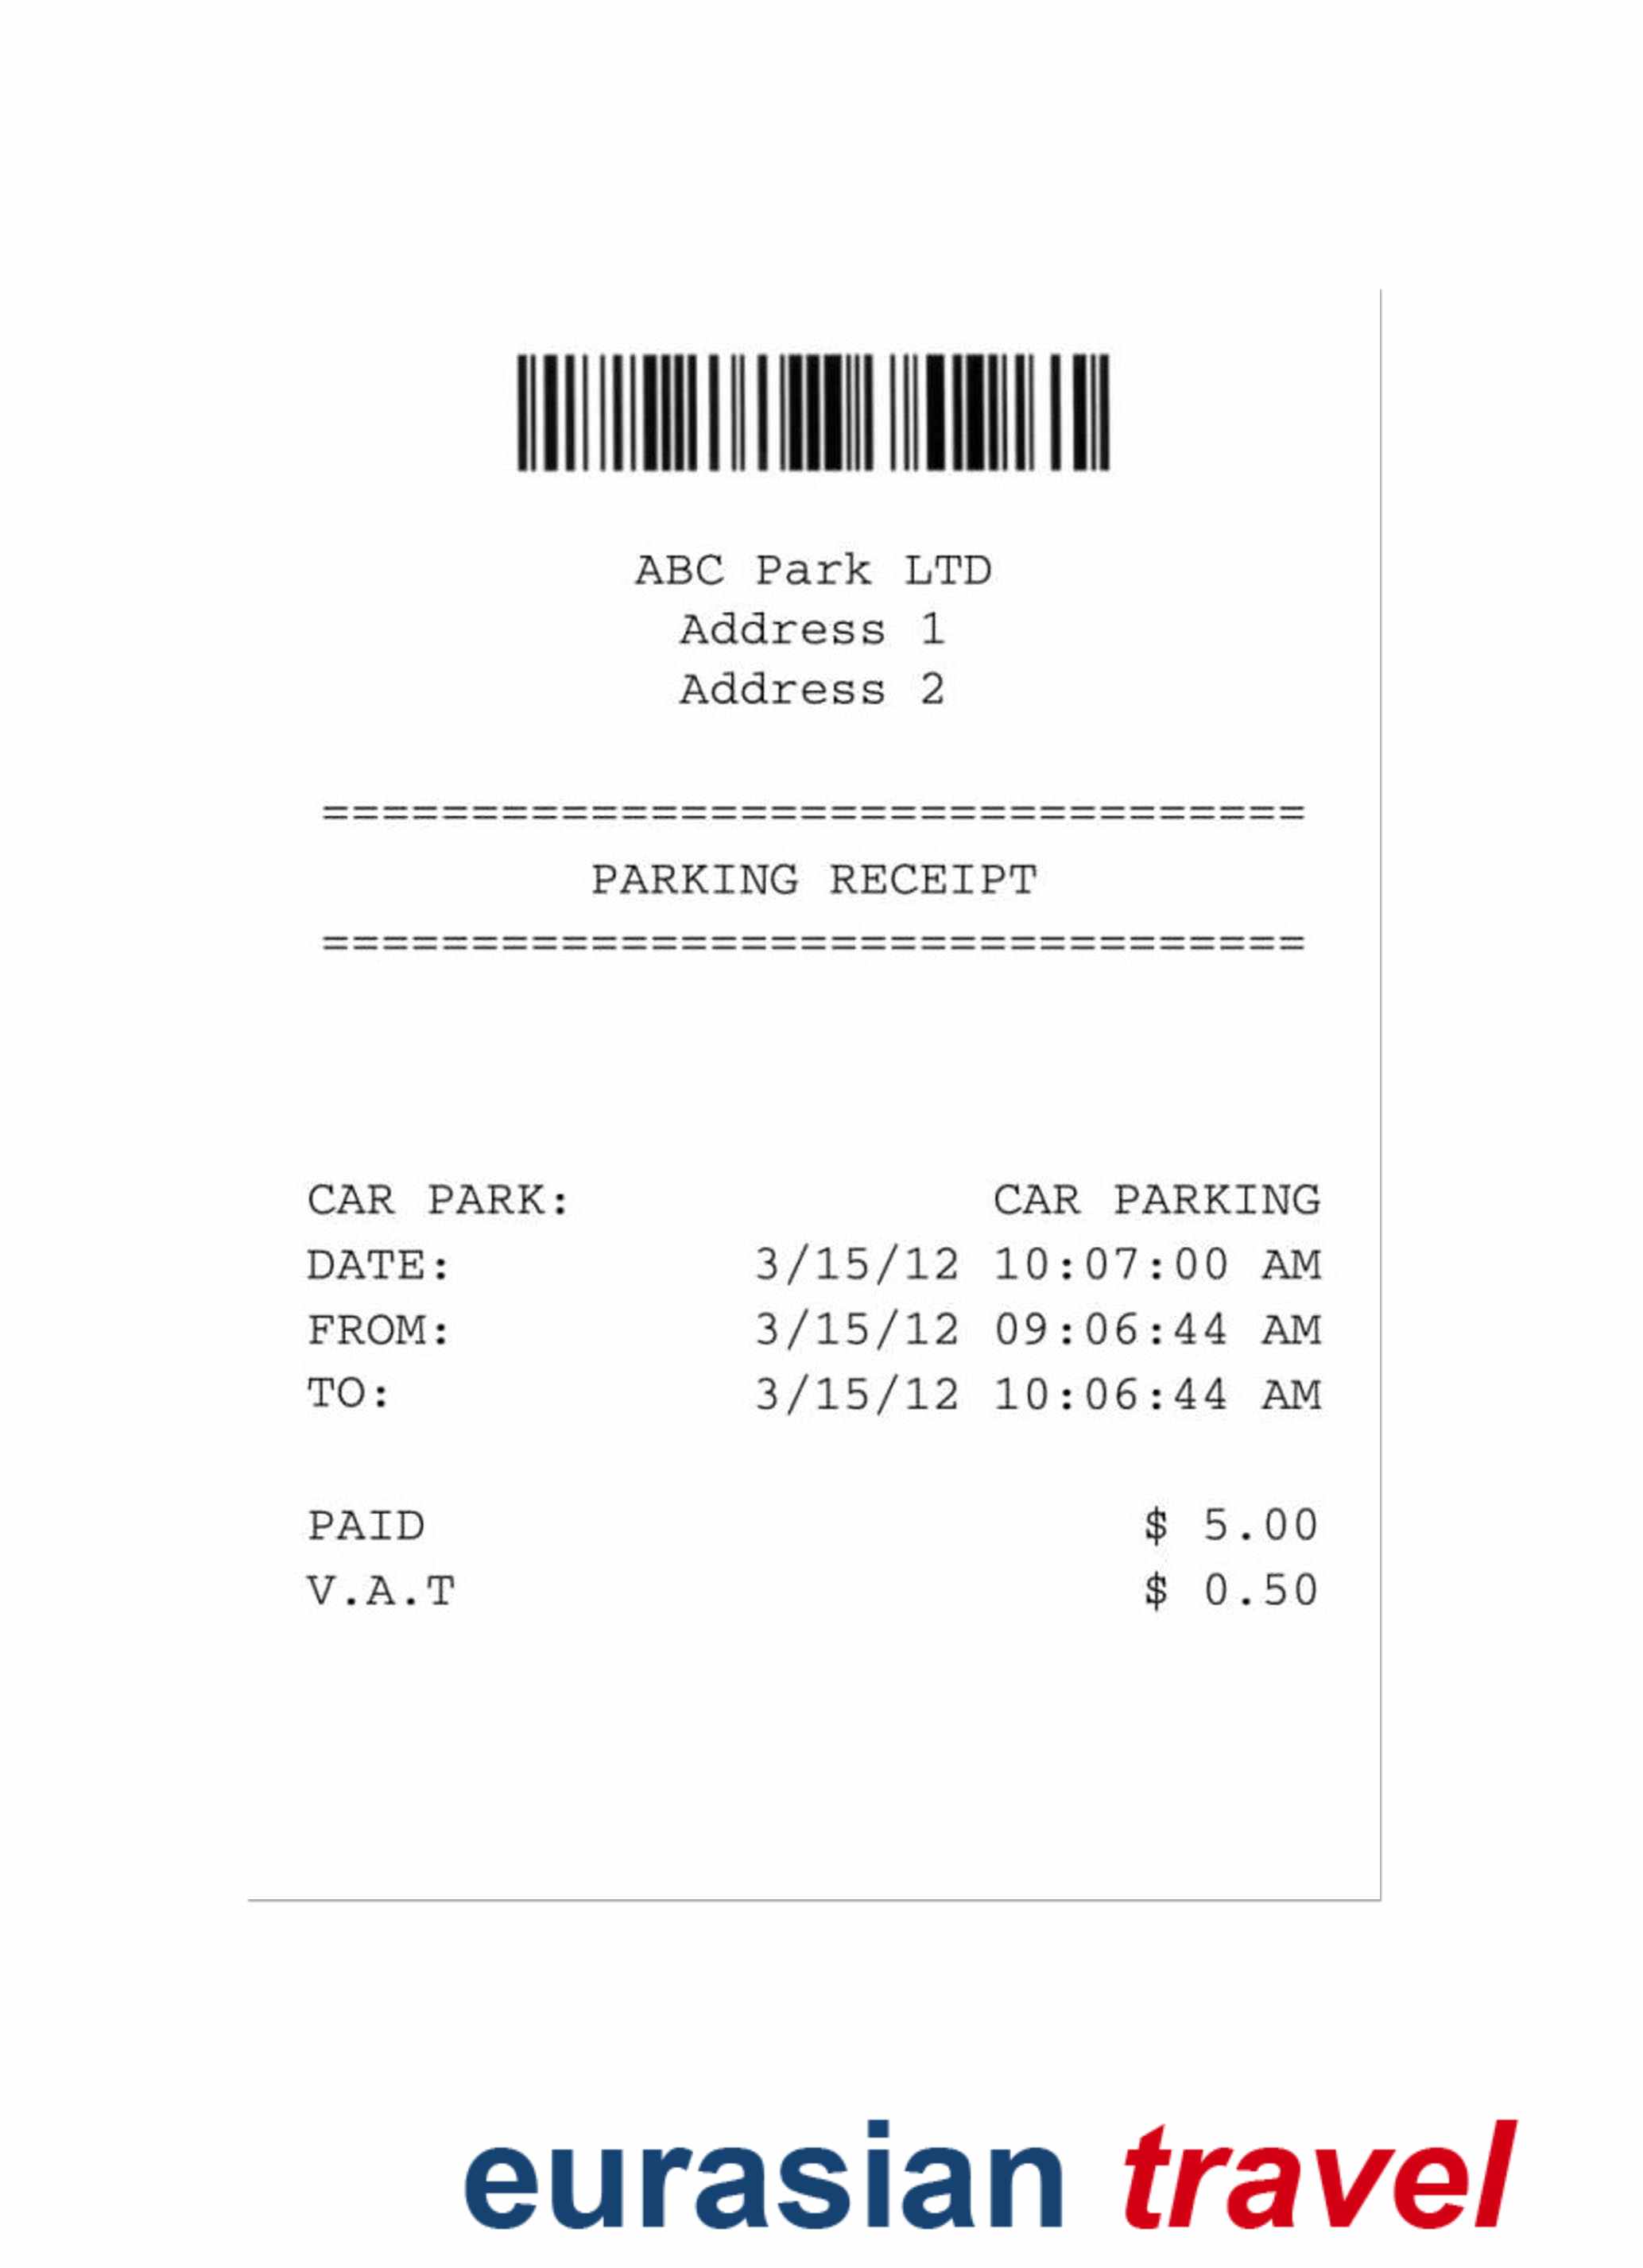 ABC Park LTD
Address 1
Address 2
=================================
PARKING RECEIPT
=================================
CAR PARK: CAR PARKING
DATE: 3/15/12 10:07:00 AM
FROM: 3/15/12 09:06:44 AM
TO: 3/15/12 10:06:44 AM
PAID $ 5.00
V.A.T $ 0.50
eurasian travel